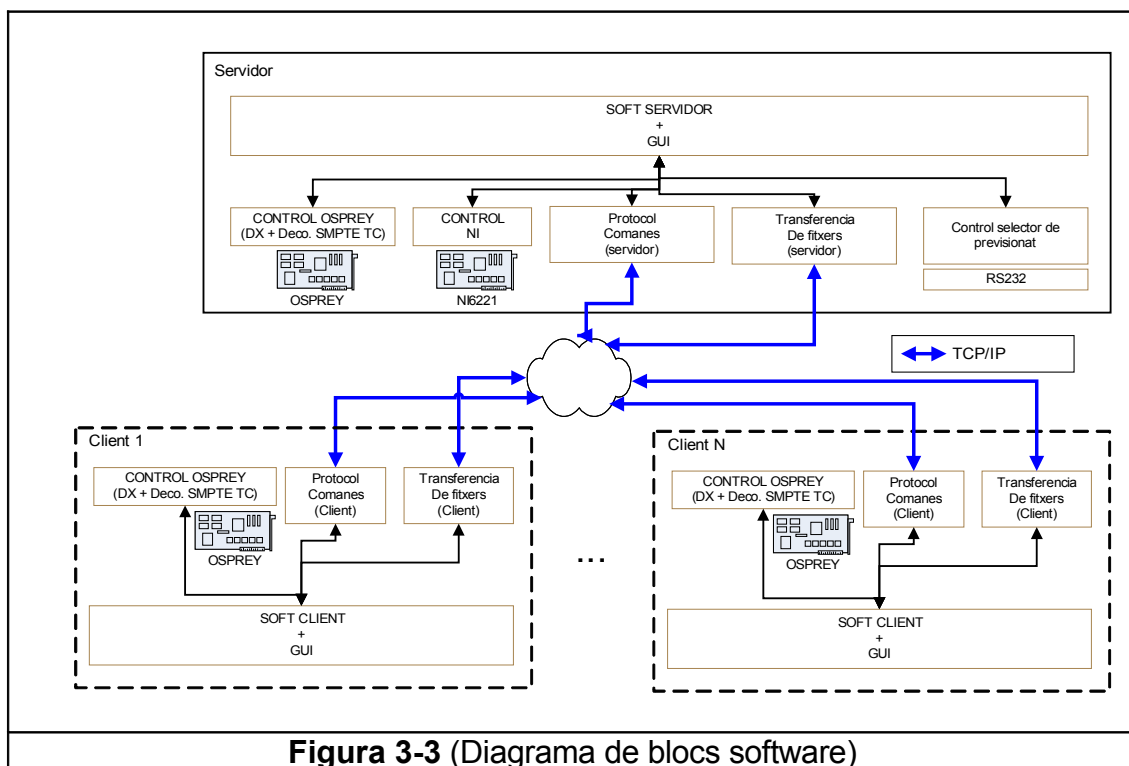 Servidor
SOFT SERVIDOR
+
GUI
CONTROL OSPREY
(DX + Deco. SMPTE TC)
OSPREY
CONTROL
NI
NI6221
Protocol
Comanes
(servidor)
Transferencia
De fitxers
(servidor)
Control selector de
previsionat
RS232
TCP/IP
Client 1
CONTROL OSPREY
(DX + Deco. SMPTE TC)
OSPREY
Protocol
Comanes
(Client)
Transferencia
De fitxers
(Client)
SOFT CLIENT
+
GUI
...
Client N
CONTROL OSPREY
(DX + Deco. SMPTE TC)
OSPREY
Protocol
Comanes
(Client)
Transferencia
De fitxers
(Client)
SOFT CLIENT
+
GUI
Figura 3-3 (Diagrama de blocs software)